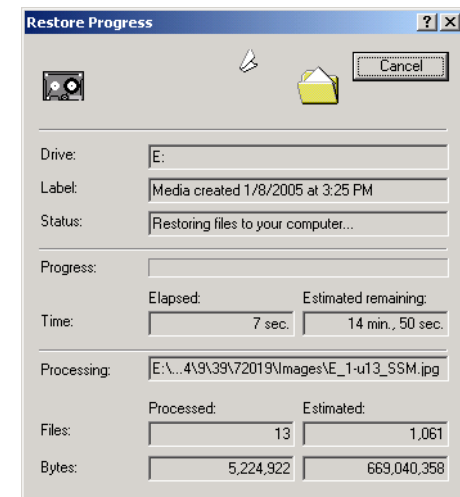 Restore Progress
Cancel
Drive: E:
Label: Media created 1/8/2005 at 3:25 PM
Status: Restoring files to your computer...
Progress:
Elapsed: Estimated remaining:
Time: 7 sec. 14 min., 50 sec.
Processing: E:\...4\9\39\72019\Images\E_1-u13_SSM.jpg
Processed: Estimated:
Files: 13 1,061
Bytes: 5,224,922 669,040,358